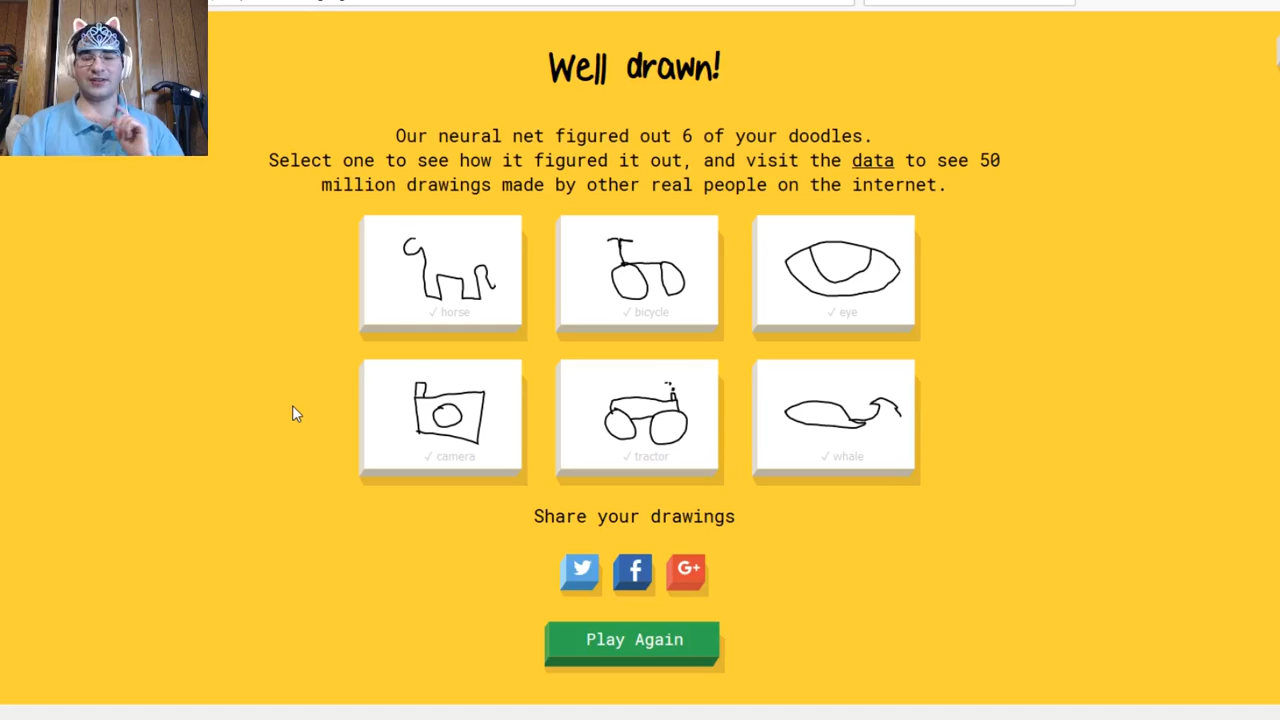 Well drawn!
Our neural net figured out 6 of your doodles.
Select one to see how it figured it out, and visit the data to see 50
million drawings made by other real people on the internet.
✓ horse
✓ bicycle
✓ eye
✓ camera
✓ tractor
✓ whale
Share your drawings
f
G+
Play Again